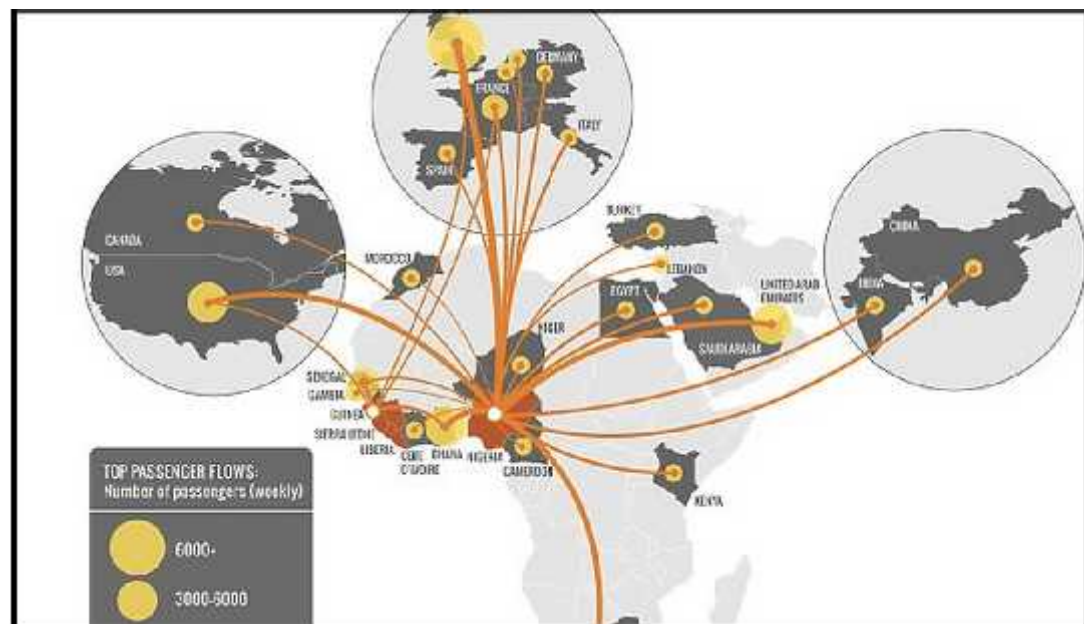 GERMANY
FRANCE
ITALY
SPAIN
CANADA
USA
MOROCCO
TURKEY
LEBANON
EGYPT
UNITED ARAB
EMIRATES
SAUDI ARABIA
CHINA
INDIA
NIGER
SENEGAL
GAMBIA
GUINEA
SIERRA LEONE
LIBERIA
COTE
D'IVOIRE
GHANA
NIGERIA
CAMEROON
KENYA
TOP PASSENGER FLOWS:
Number of passengers (weekly)
6000+
3000-6000